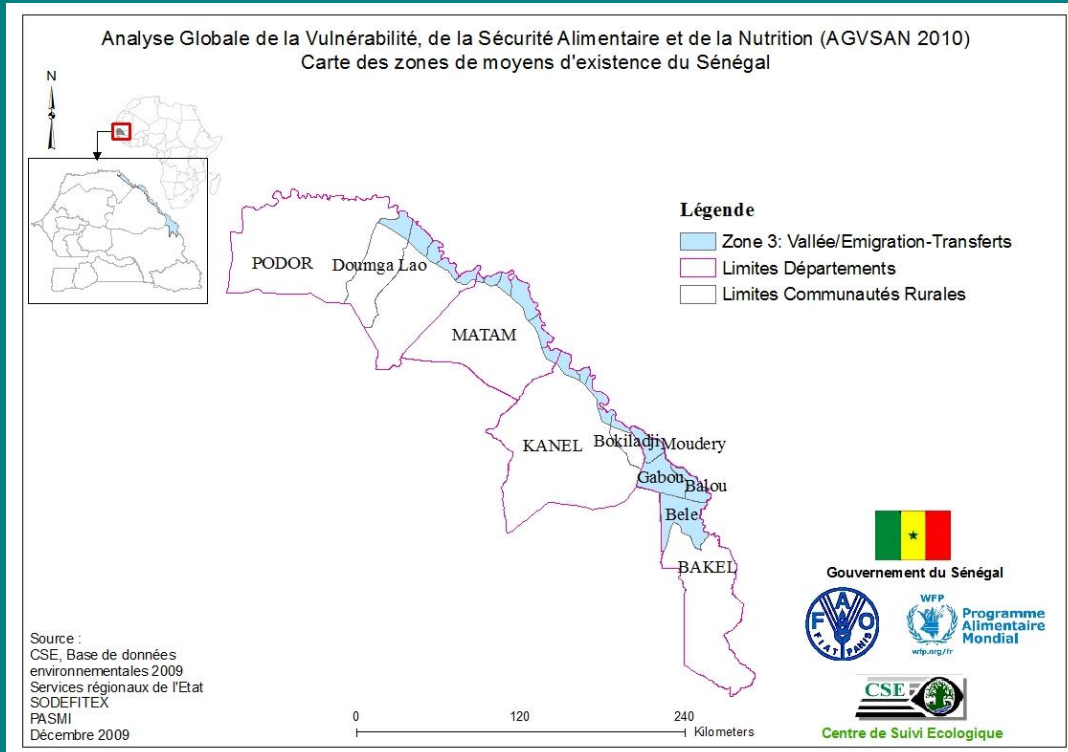 Analyse Globale de la Vulnérabilité, de la Sécurité Alimentaire et de la Nutrition (AGVSAN 2010)
Carte des zones de moyens d'existence du Sénégal
N
Légende
Zone 3: Vallée/Emigration-Transferts
Limites Départements
Limites Communautés Rurales
PODOR
Doumga Lao
MATAM
KANEL
Bokiladji
Moudery
Gabou
Balou
Bele
BAKEL
Gouvernement du Sénégal
FAO
FIAT PANIS
WFP
wfp.org/fr
Programme
Alimentaire
Mondial
CSE
Centre de Suivi Ecologique
Source :
CSE, Base de données
environnementales 2009
Services régionaux de l'Etat
SODEFITEX
PASMI
Décembre 2009
0 120 240
Kilometers